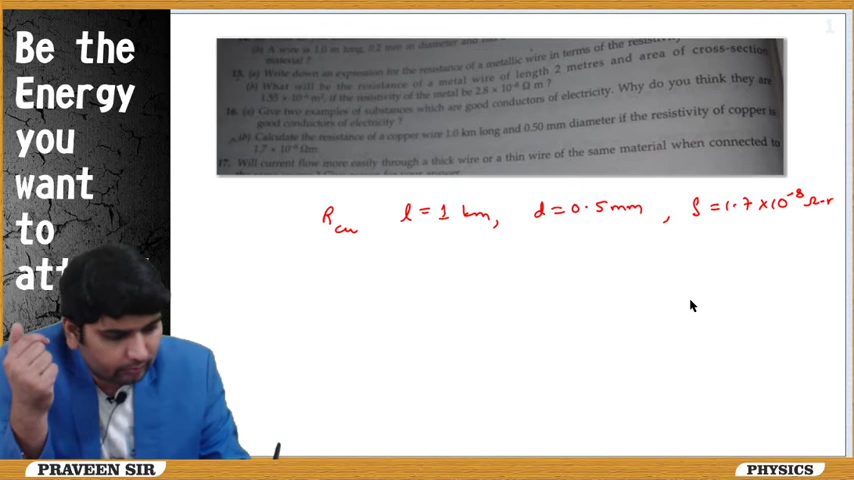 Be the
Energy
you
want
to
att
1
(b) A wire is 1.0 m long, 0.2 mm in diameter and
material ?
15. (a) Write down an expression for the resistance of a metallic wire in terms of the
(b) What will be the resistance of a metal wire of length 2 metres and area of cross-section
1.55 × 10⁻⁶ m², if the resistivity of the metal be 2.8 × 10⁻⁸ Ω m ?
16. (a) Give two examples of substances which are good conductors of electricity. Why do you think they are
good conductors of electricity ?
(b) Calculate the resistance of a copper wire 1.0 km long and 0.50 mm diameter if the resistivity of copper is
1.7 × 10⁻⁸ Ωm.
17. Will current flow more easily through a thick wire or a thin wire of the same material when connected to
R cu l = 1 km, d = 0.5 mm , ρ = 1.7 × 10⁻⁸ Ω-
PRAVEEN SIR
PHYSICS